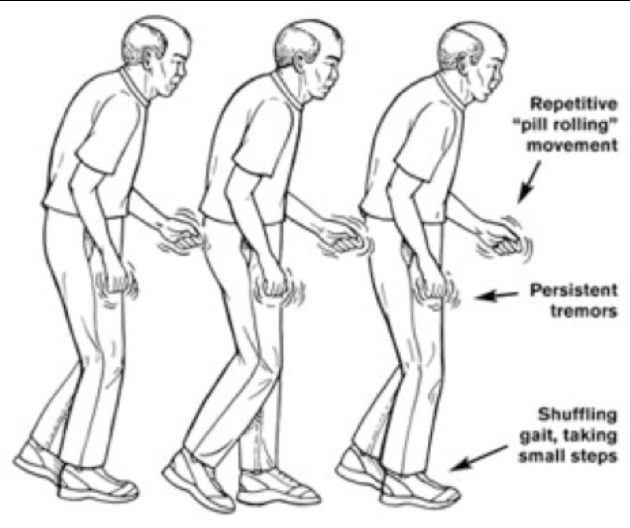 Repetitive
"pill rolling"
movement
Persistent
tremors
Shuffling
gait, taking
small steps